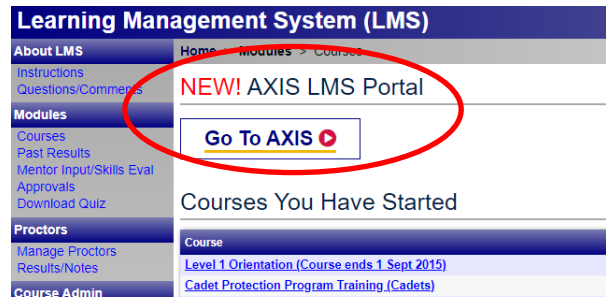 Learning Management System (LMS)
About LMS
Instructions
Questions/Comments
Modules
Courses
Past Results
Mentor Input/Skills Eval
Approvals
Download Quiz
Proctors
Manage Proctors
Results/Notes
Course Admin
Home > Modules > Courses
NEW! AXIS LMS Portal
Go To AXIS
Courses You Have Started
Course
Level 1 Orientation (Course ends 1 Sept 2015)
Cadet Protection Program Training (Cadets)